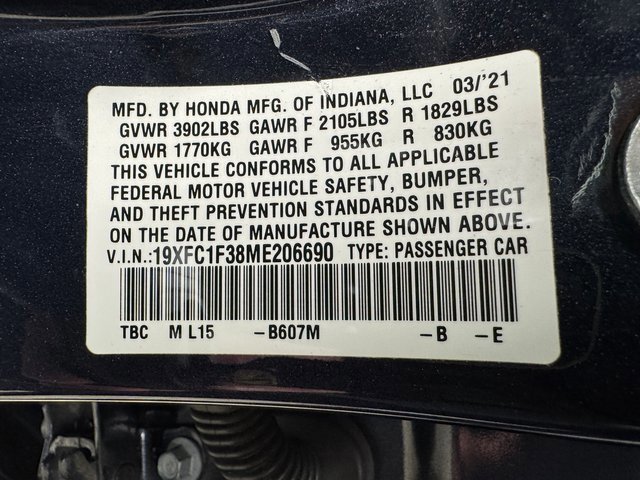 MFD. BY HONDA MFG. OF INDIANA, LLC 03/'21
GVWR 3902LBS GAWR F 2105LBS R 1829LBS
GVWR 1770KG GAWR F 955KG R 830KG
THIS VEHICLE CONFORMS TO ALL APPLICABLE
FEDERAL MOTOR VEHICLE SAFETY, BUMPER,
AND THEFT PREVENTION STANDARDS IN EFFECT
ON THE DATE OF MANUFACTURE SHOWN ABOVE.
V.I.N.:19XFC1F38ME206690 TYPE: PASSENGER CAR
TBC M L15 -B607M -B -E